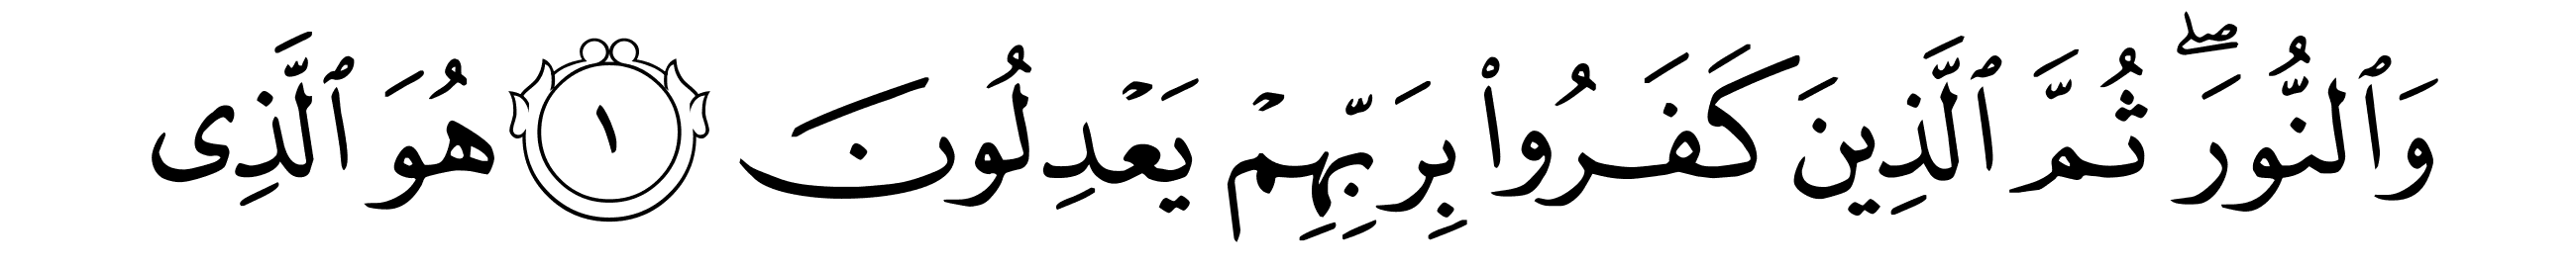 وَٱلنُّورَ ۖ ثُمَّ ٱلَّذِينَ كَفَرُوا۟ بِرَبِّهِمْ يَعْدِلُونَ ١ هُوَ ٱلَّذِى